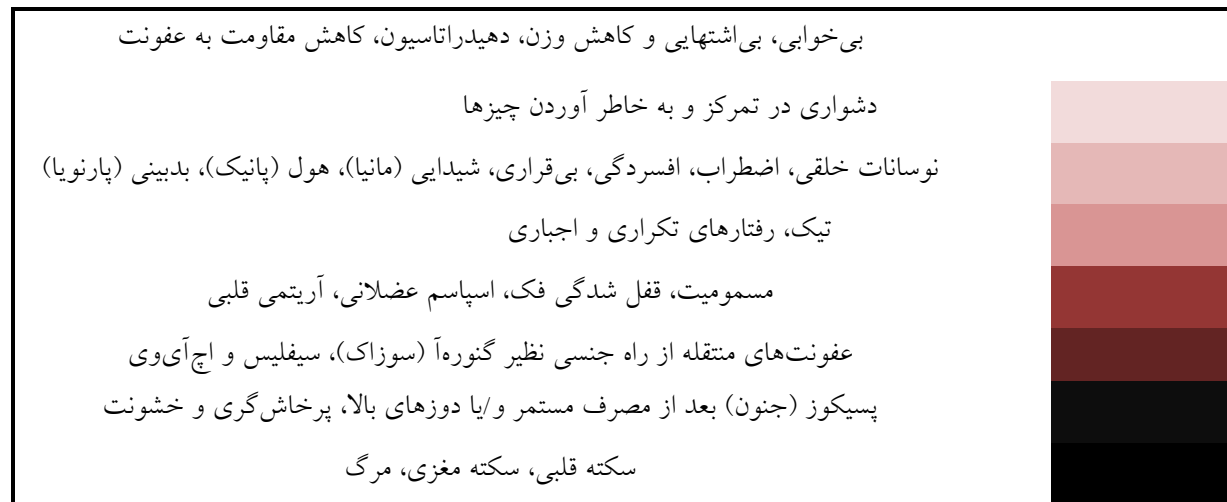 بی‌خوابی، بی‌اشتهایی و کاهش وزن، دهیدراتاسیون، کاهش مقاومت به عفونت
دشواری در تمرکز و به خاطر آوردن چیزها
نوسانات خلقی، اضطراب، افسردگی، بی‌قراری، شیدایی (مانیا)، هول (پانیک)، بدبینی (پارنویا)
تیک، رفتارهای تکراری و اجباری
مسمومیت، قفل شدگی فک، اسپاسم عضلانی، آریتمی قلبی
عفونت‌های منتقله از راه جنسی نظیر گنوره‌آ (سوزاک)، سیفلیس و اچ‌آی‌وی
پسیکوز (جنون) بعد از مصرف مستمر و/یا دوزهای بالا، پرخاش‌گری و خشونت
سکته قلبی، سکته مغزی، مرگ